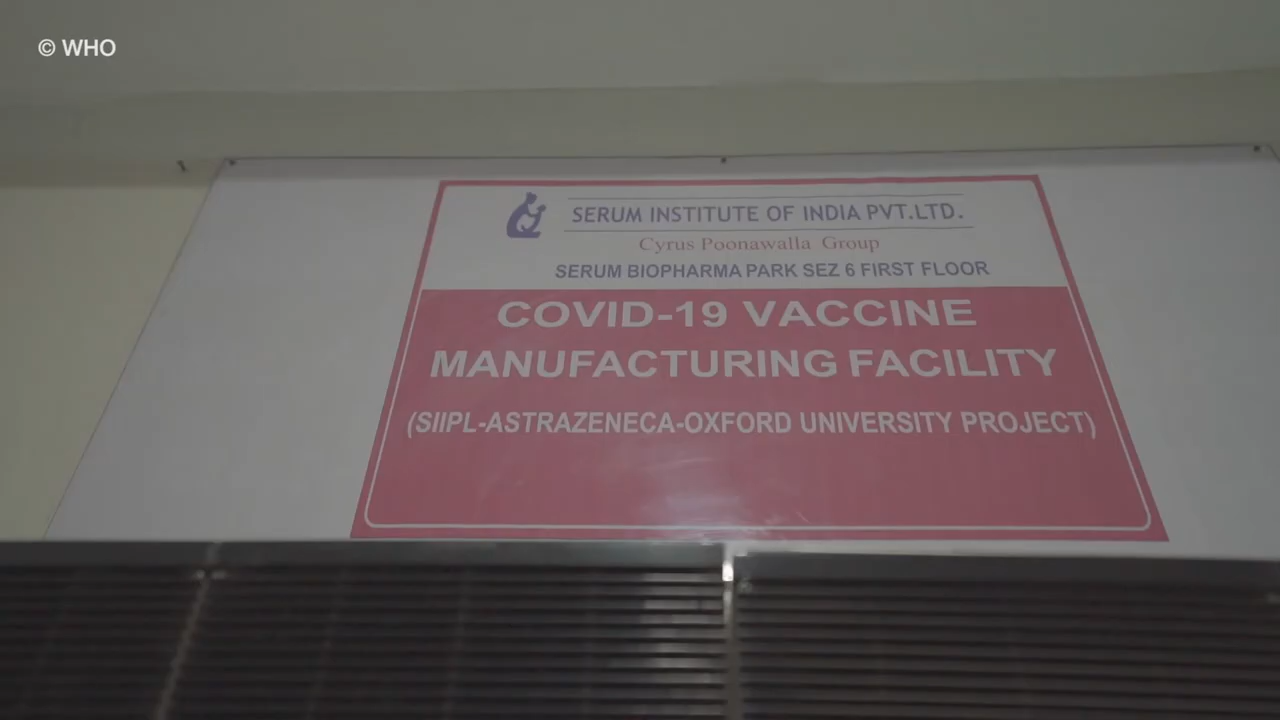 © WHO
SERUM INSTITUTE OF INDIA PVT.LTD.
Cyrus Poonawalla Group
SERUM BIOPHARMA PARK SEZ 6 FIRST FLOOR
COVID-19 VACCINE
MANUFACTURING FACILITY
(SIIPL-ASTRAZENECA-OXFORD UNIVERSITY PROJECT)